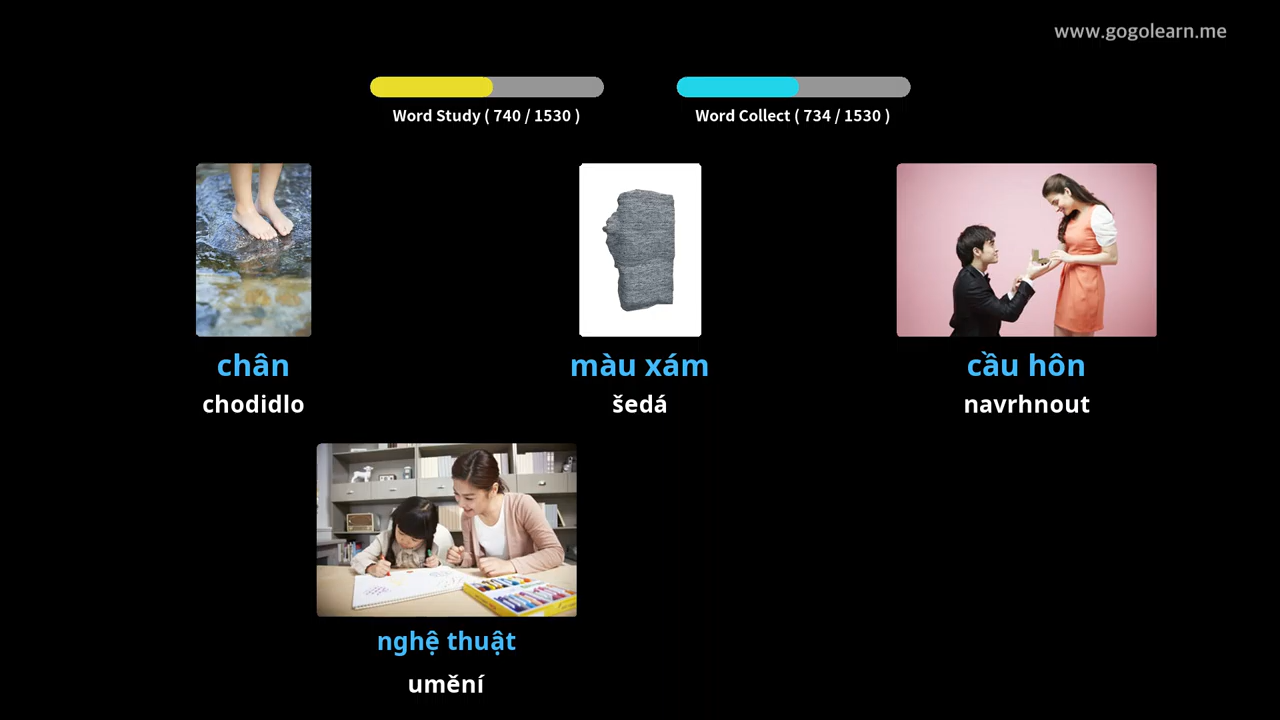 www.gogolearn.me
Word Study ( 740 / 1530 )
Word Collect ( 734 / 1530 )
chân
màu xám
cầu hôn
chodidlo
šedá
navrhnout
nghệ thuật
umění